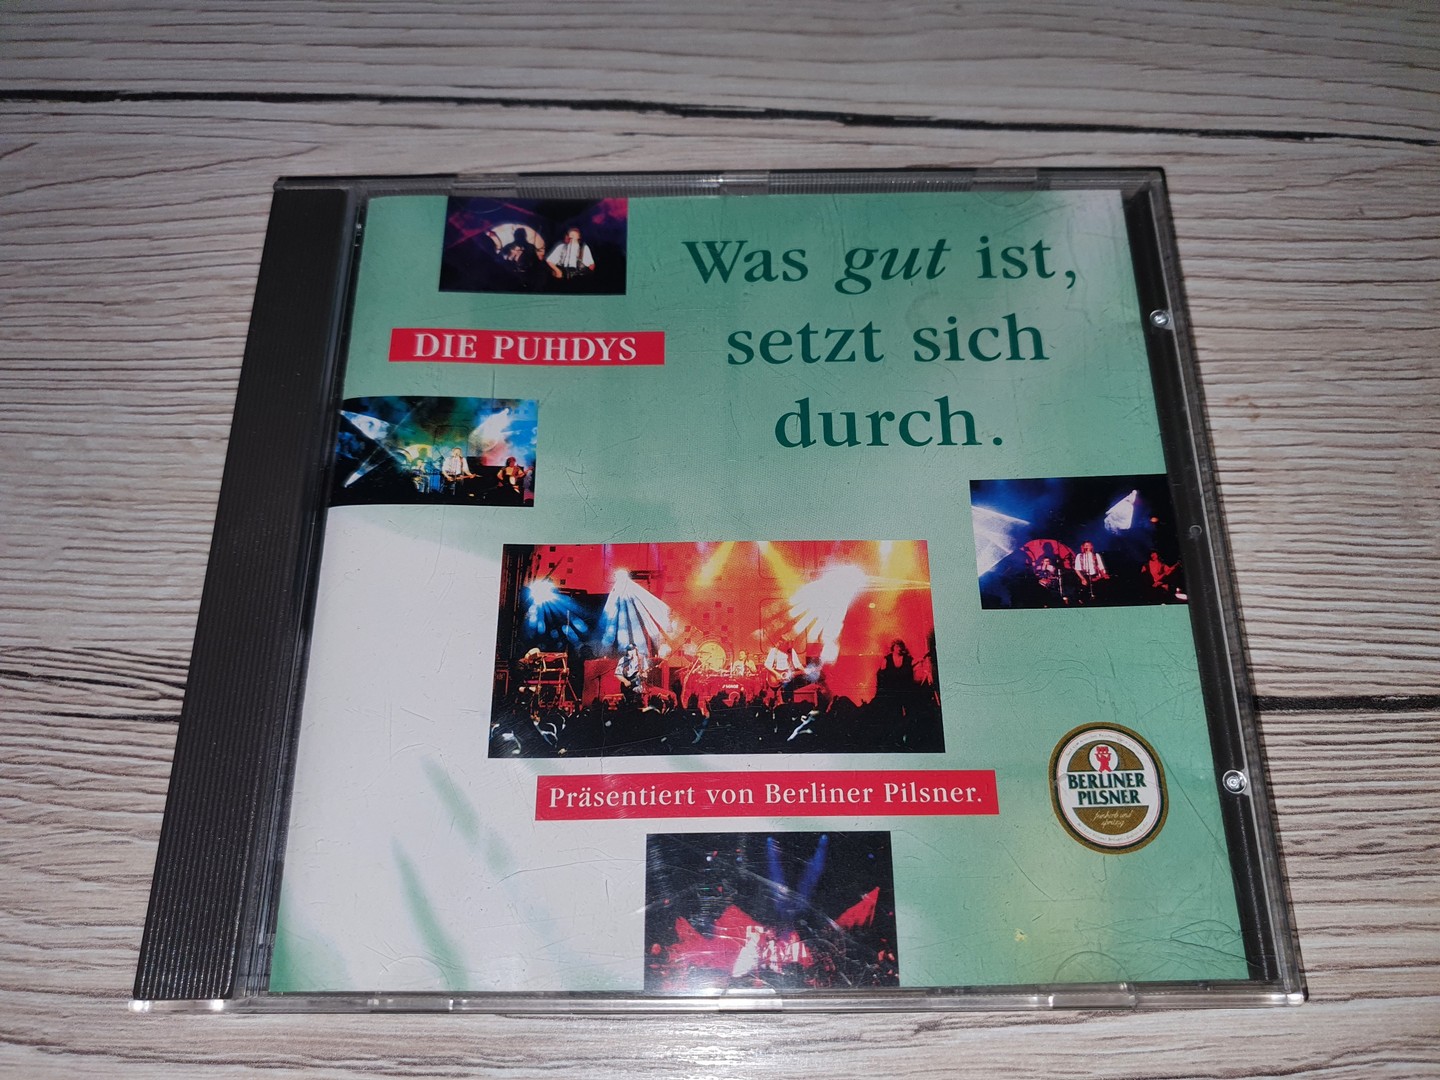 Was gut ist,
setzt sich
durch.
DIE PUHDYS
Präsentiert von Berliner Pilsner.
BERLINER
PILSNER